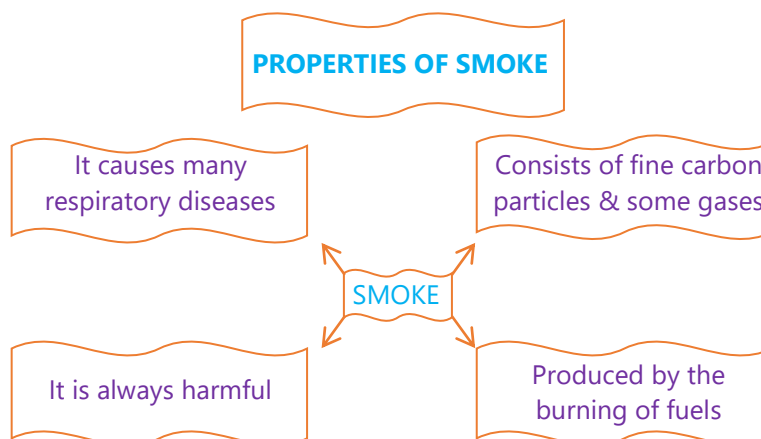 PROPERTIES OF SMOKE
It causes many
respiratory diseases
Consists of fine carbon
particles & some gases
SMOKE
It is always harmful
Produced by the
burning of fuels